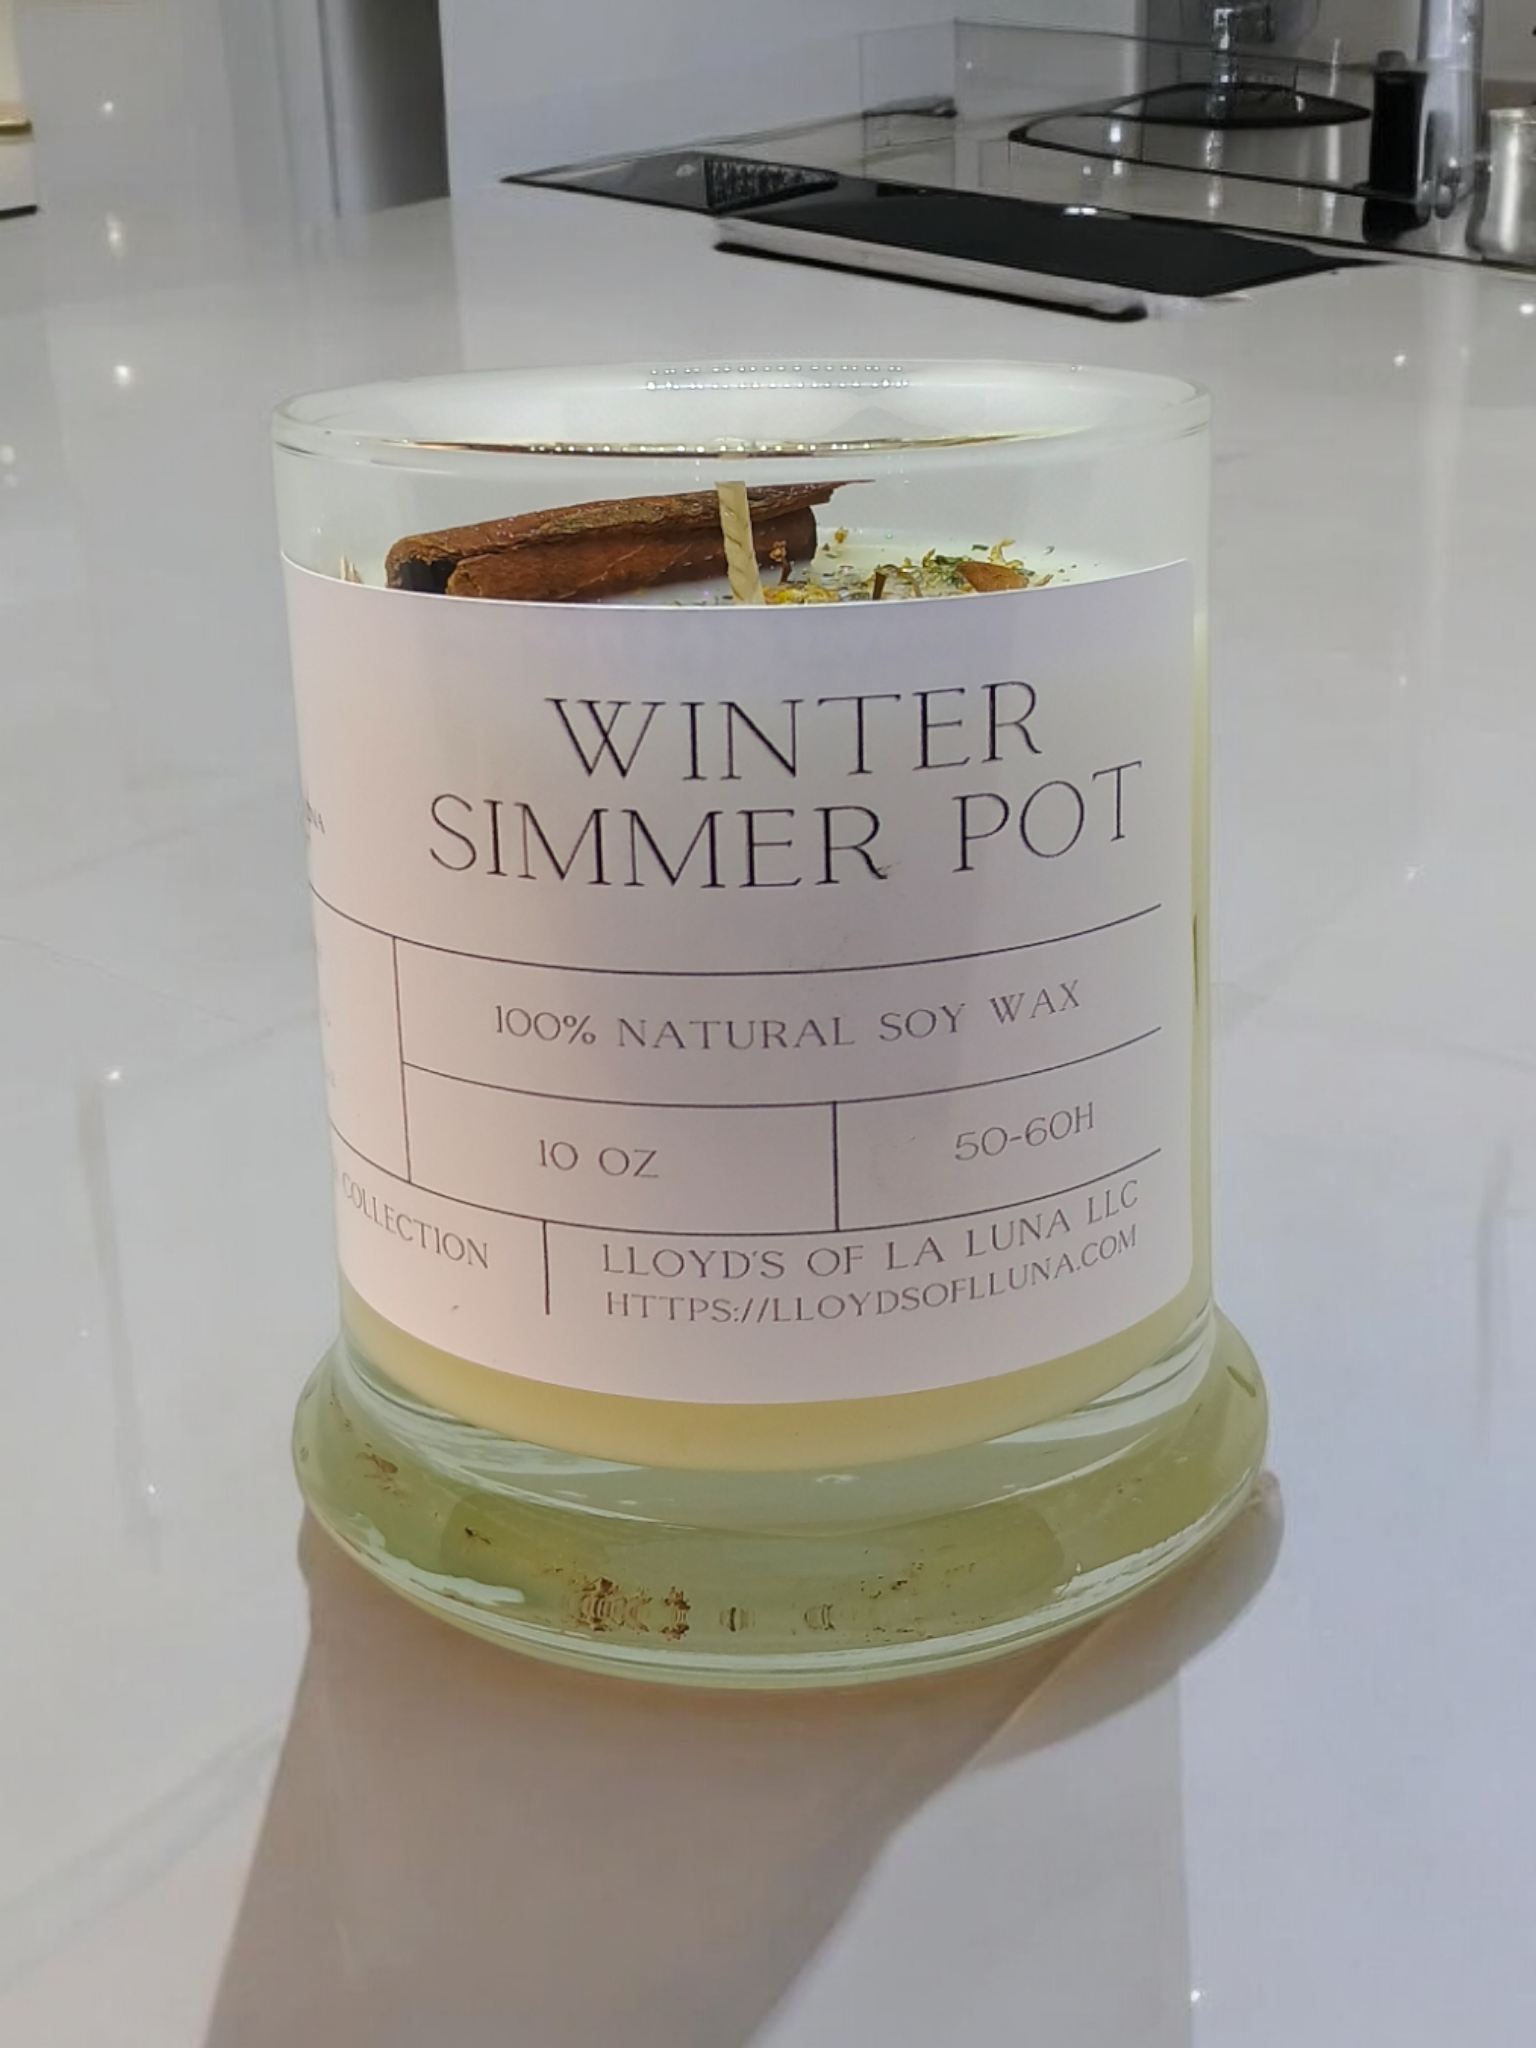 WINTER
SIMMER POT
100% NATURAL SOY WAX
10 OZ
50-60H
COLLECTION
LLOYD'S OF LA LUNA LLC
HTTPS://LLOYDSOFLLUNA.COM